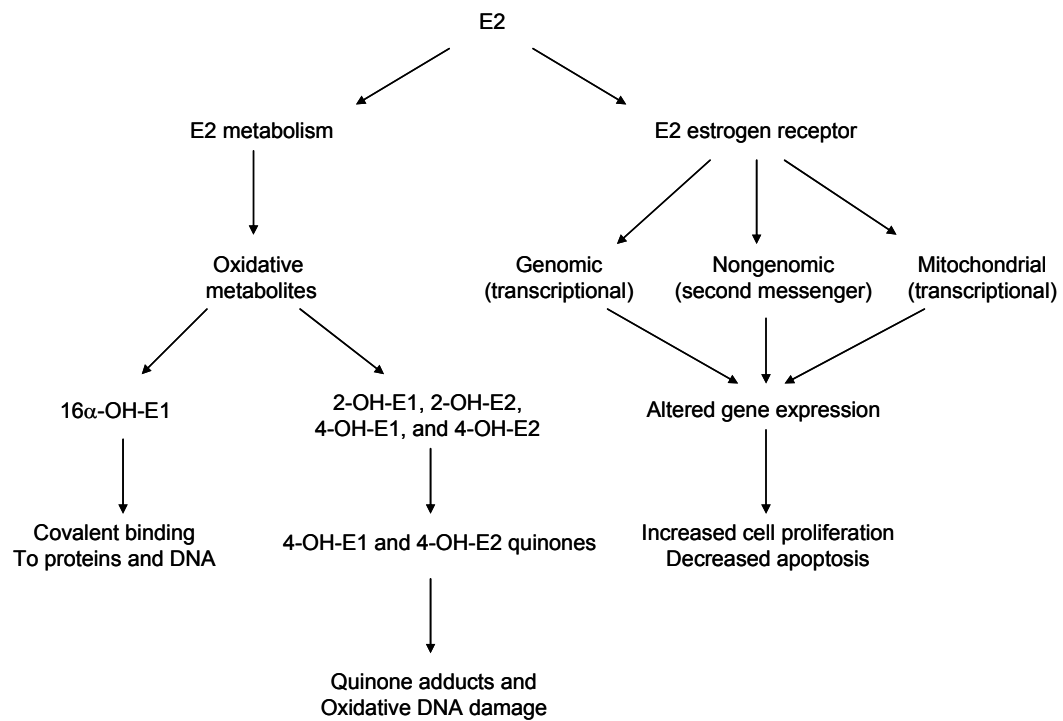 E2
E2 metabolism
E2 estrogen receptor
Oxidative
metabolites
Genomic
(transcriptional)
Nongenomic
(second messenger)
Mitochondrial
(transcriptional)
16α-OH-E1
2-OH-E1, 2-OH-E2,
4-OH-E1, and 4-OH-E2
Altered gene expression
Covalent binding
To proteins and DNA
4-OH-E1 and 4-OH-E2 quinones
Increased cell proliferation
Decreased apoptosis
Quinone adducts and
Oxidative DNA damage